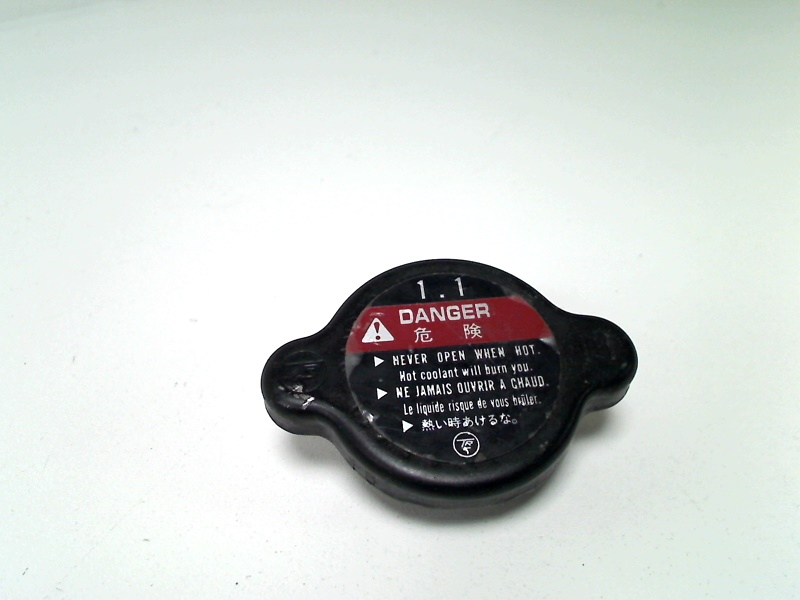 1.1
DANGER
危険
NEVER OPEN WHEN HOT.
Hot coolant will burn you.
NE JAMAIS OUVRIR A CHAUD.
Le liquide risque de vous brûler.
熱い時あけるな。